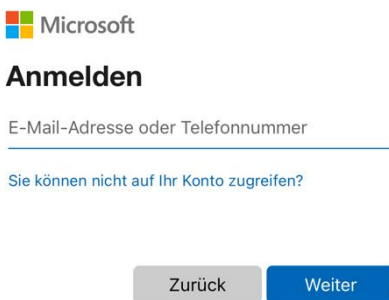 Microsoft
Anmelden
E-Mail-Adresse oder Telefonnummer
Sie können nicht auf Ihr Konto zugreifen?
Zurück Weiter